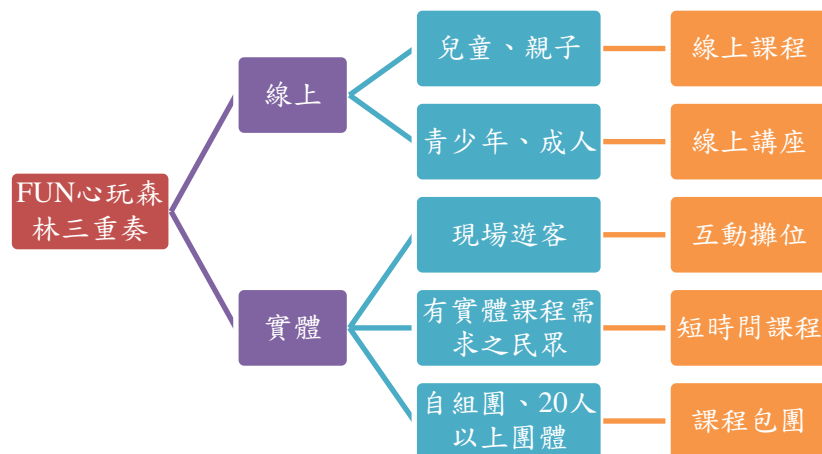 FUN心玩森
林三重奏
線上
兒童、親子
線上課程
青少年、成人
線上講座
實體
現場遊客
互動攤位
有實體課程需
求之民眾
短時間課程
自組團、20人
以上團體
課程包團